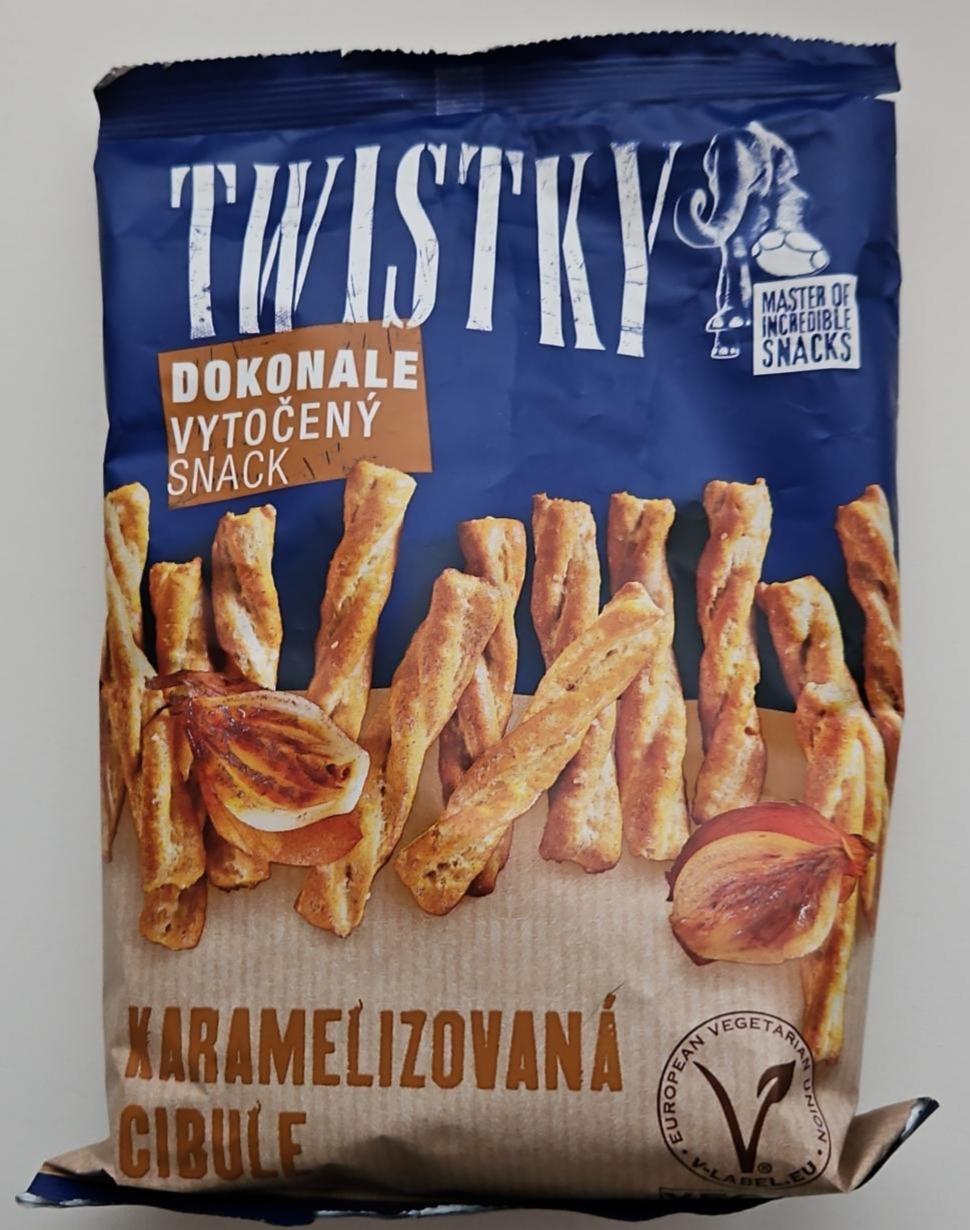 TWISTKY
MASTER OF
INCREDIBLE
SNACKS
DOKONALE
VYTOČENÝ
SNACK
KARAMELIZOVANÁ
CIBULE
EUROPEAN VEGETARIAN UNION
V-LABEL.EU
®